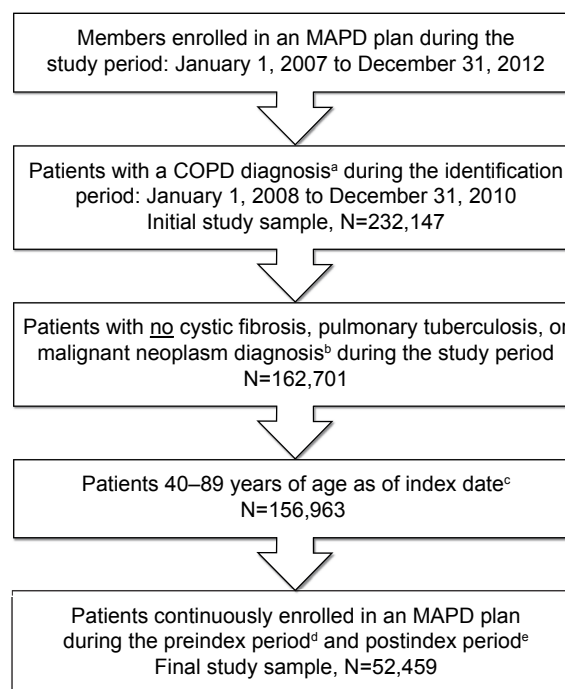 Members enrolled in an MAPD plan during the
study period: January 1, 2007 to December 31, 2012
Patients with a COPD diagnosisᵃ during the identification
period: January 1, 2008 to December 31, 2010
Initial study sample, N=232,147
Patients with no cystic fibrosis, pulmonary tuberculosis, or
malignant neoplasm diagnosisᵇ during the study period
N=162,701
Patients 40–89 years of age as of index dateᶜ
N=156,963
Patients continuously enrolled in an MAPD plan
during the preindex periodᵈ and postindex periodᵉ
Final study sample, N=52,459